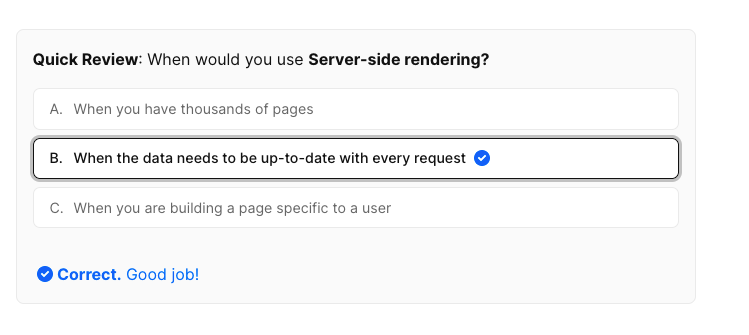 Quick Review: When would you use Server-side rendering?
A. When you have thousands of pages
B. When the data needs to be up-to-date with every request
C. When you are building a page specific to a user
Correct. Good job!